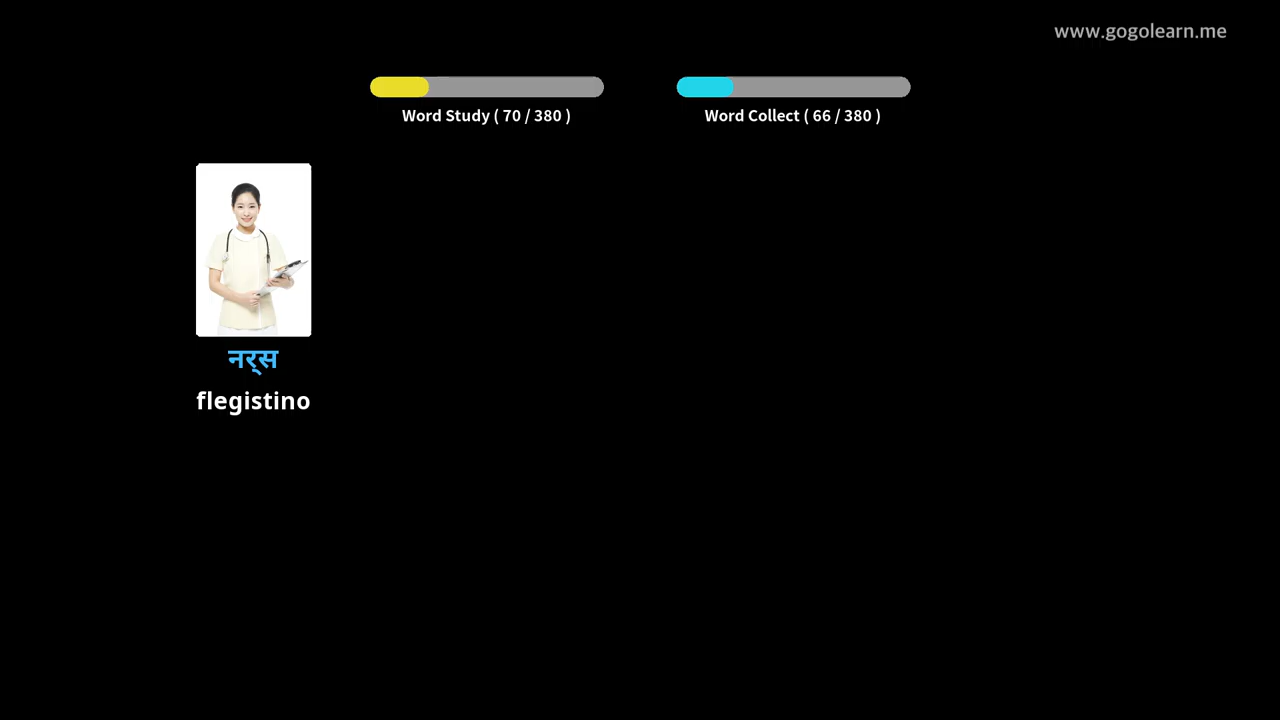 www.gogolearn.me
Word Study ( 70 / 380 )
Word Collect ( 66 / 380 )
नर्स
flegistino